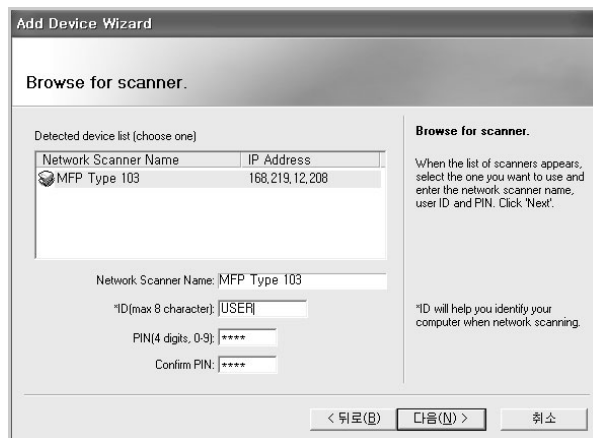 Add Device Wizard
Browse for scanner.
Detected device list (choose one)
Network Scanner Name IP Address
MFP Type 103 168,219,12,208
Network Scanner Name: MFP Type 103
*ID(max 8 character): USER
PIN(4 digits, 0-9): ****
Confirm PIN: ****
Browse for scanner.
When the list of scanners appears,
select the one you want to use and
enter the network scanner name,
user ID and PIN. Click 'Next'.
*ID will help you identify your
computer when network scanning.
< 뒤로(B)
다음(N) >
취소